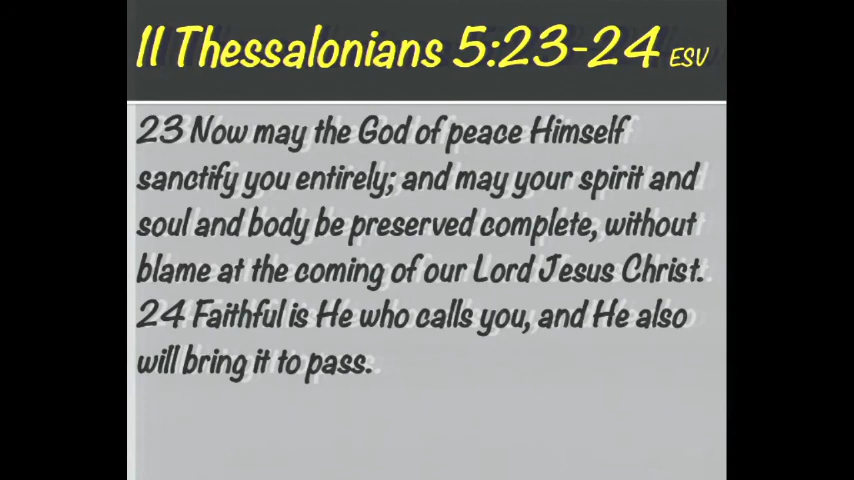 II Thessalonians 5:23-24 ESV
23 Now may the God of peace Himself
sanctify you entirely; and may your spirit and
soul and body be preserved complete, without
blame at the coming of our Lord Jesus Christ.
24 Faithful is He who calls you, and He also
will bring it to pass.